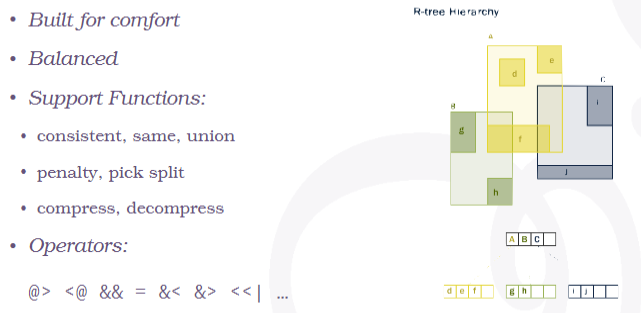 • Built for comfort
• Balanced
• Support Functions:
• consistent, same, union
• penalty, pick split
• compress, decompress
• Operators:
@> <@ && = &< &> <<| ...
R-tree Hierarchy
A
e
d
C
i
B
g
f
j
h
A B C
d e f
g h
i j